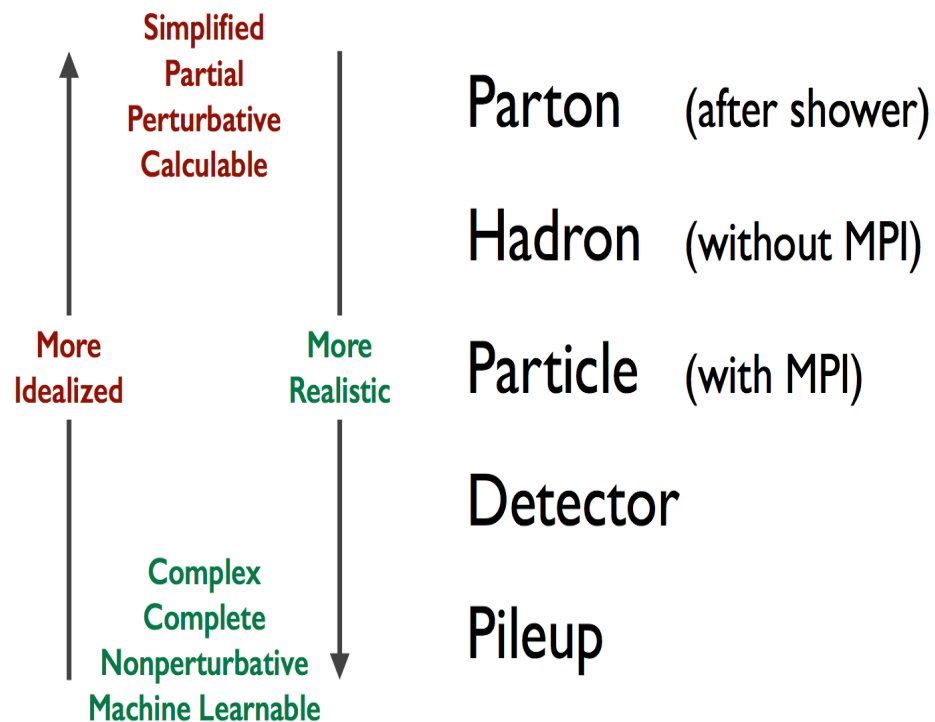 Simplified
Partial
Perturbative
Calculable
More
Idealized
More
Realistic
Complex
Complete
Nonperturbative
Machine Learnable
Parton (after shower)
Hadron (without MPI)
Particle (with MPI)
Detector
Pileup